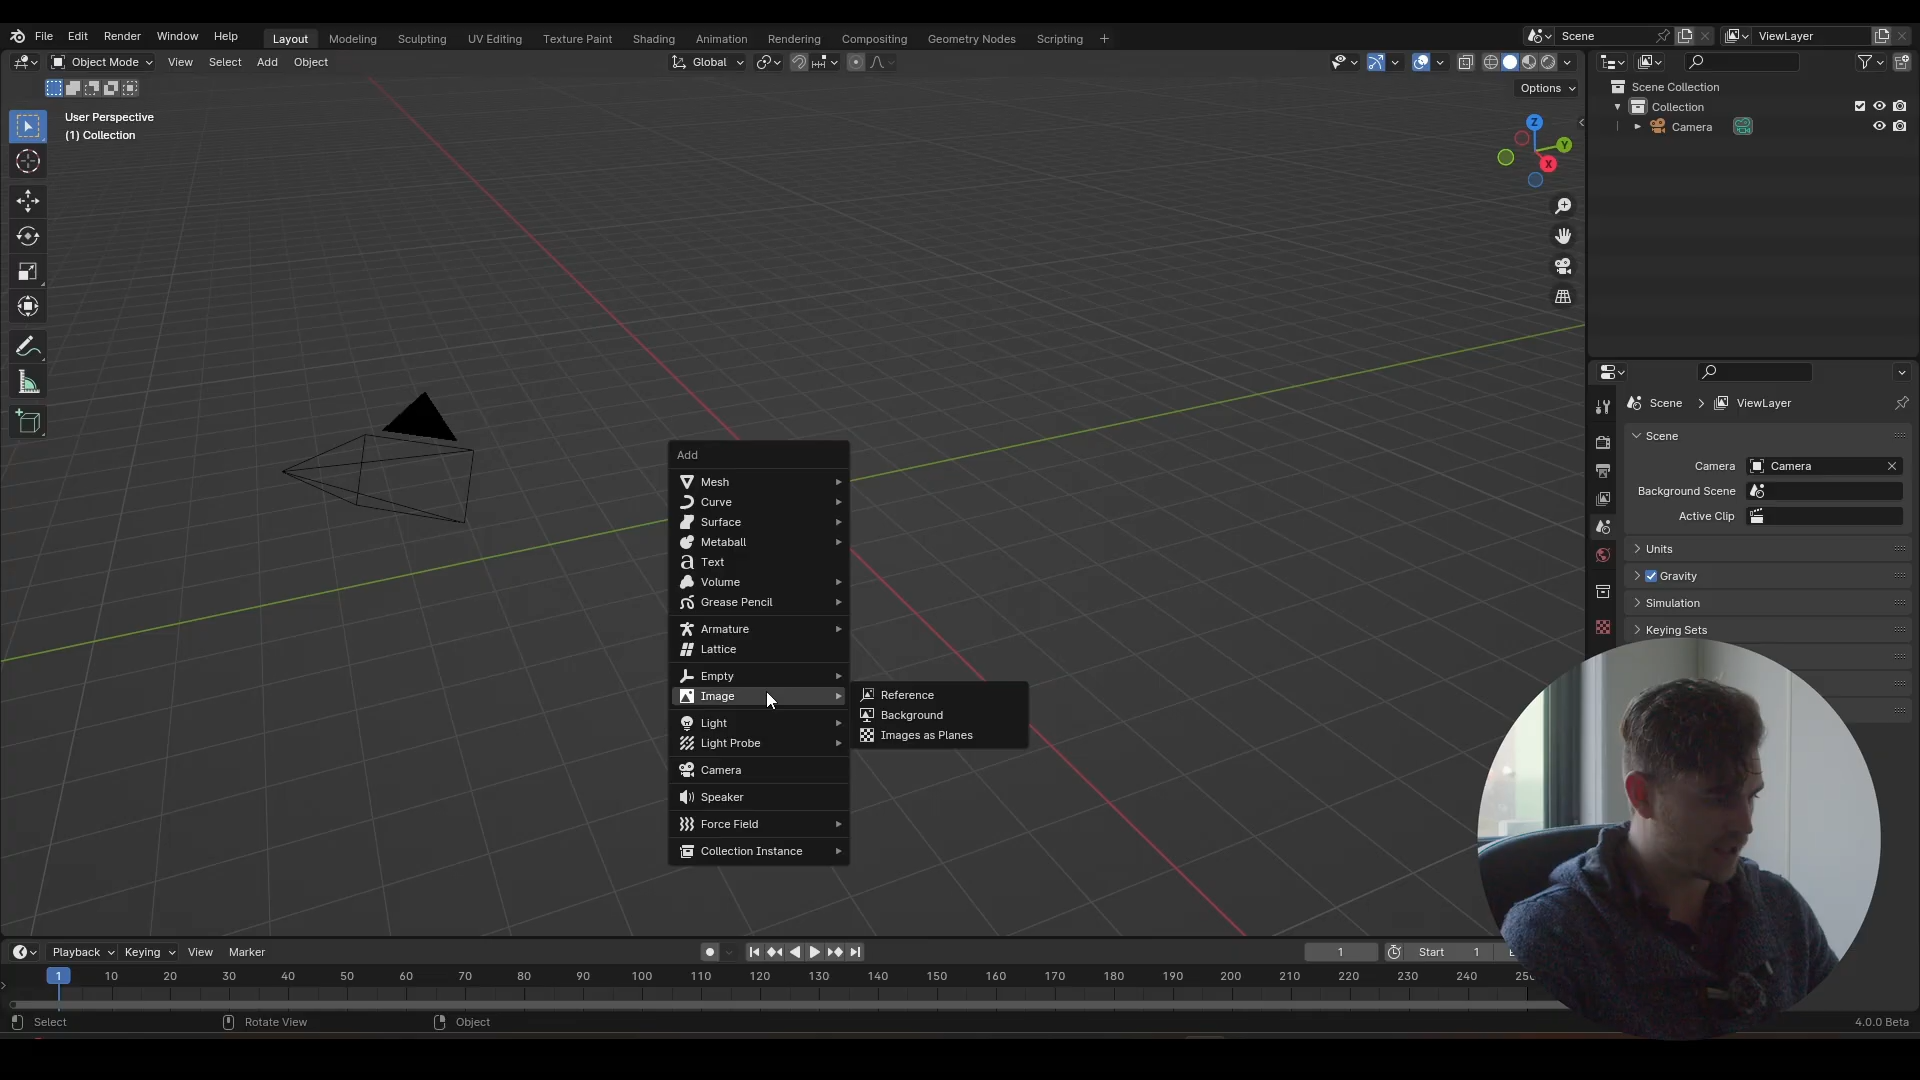 File Edit Render Window Help
Layout Modeling Sculpting UV Editing Texture Paint Shading Animation Rendering Compositing Geometry Nodes Scripting +
Scene
ViewLayer
Object Mode View Select Add Object
Global
Options
User Perspective
(1) Collection
Z
Y
X
Scene Collection
Collection
Camera
Scene > ViewLayer
Scene
Camera Camera
Background Scene
Active Clip
Units
Gravity
Simulation
Keying Sets
Add
Mesh
Curve
Surface
Metaball
Text
Volume
Grease Pencil
Armature
Lattice
Empty
Image
Light
Light Probe
Camera
Speaker
Force Field
Collection Instance
Reference
Background
Images as Planes
Playback Keying View Marker
1
Start 1
1 10 20 30 40 50 60 70 80 90 100 110 120 130 140 150 160 170 180 190 200 210 220 230 240
Select Rotate View Object
4.0.0 Beta